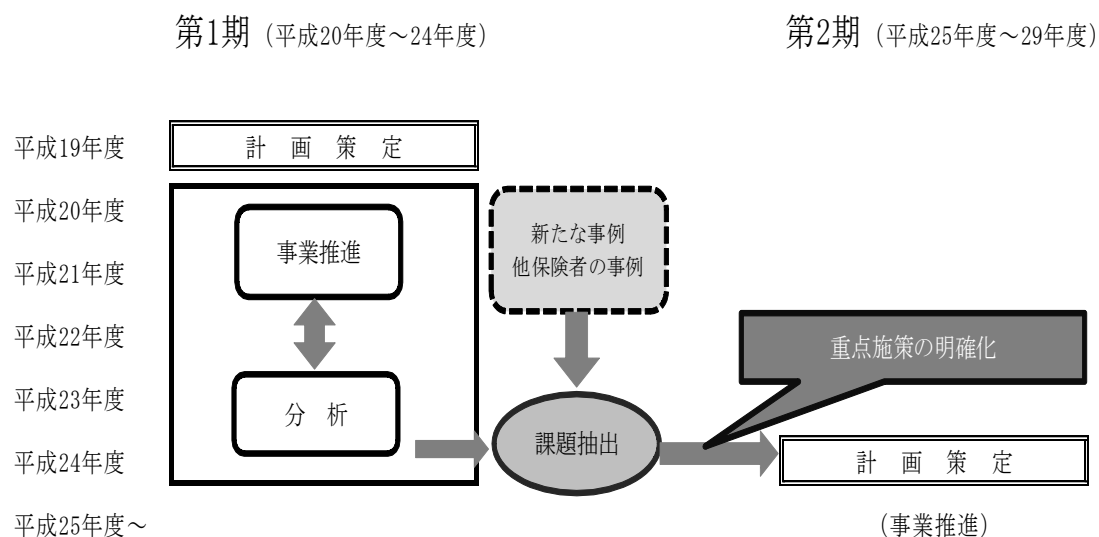 第1期（平成20年度～24年度）
第2期（平成25年度～29年度）
平成19年度
計　画　策　定
平成20年度
事業推進
新たな事例
他保険者の事例
平成21年度
平成22年度
重点施策の明確化
平成23年度
分　析
課題抽出
平成24年度
計　画　策　定
平成25年度～
（事業推進）